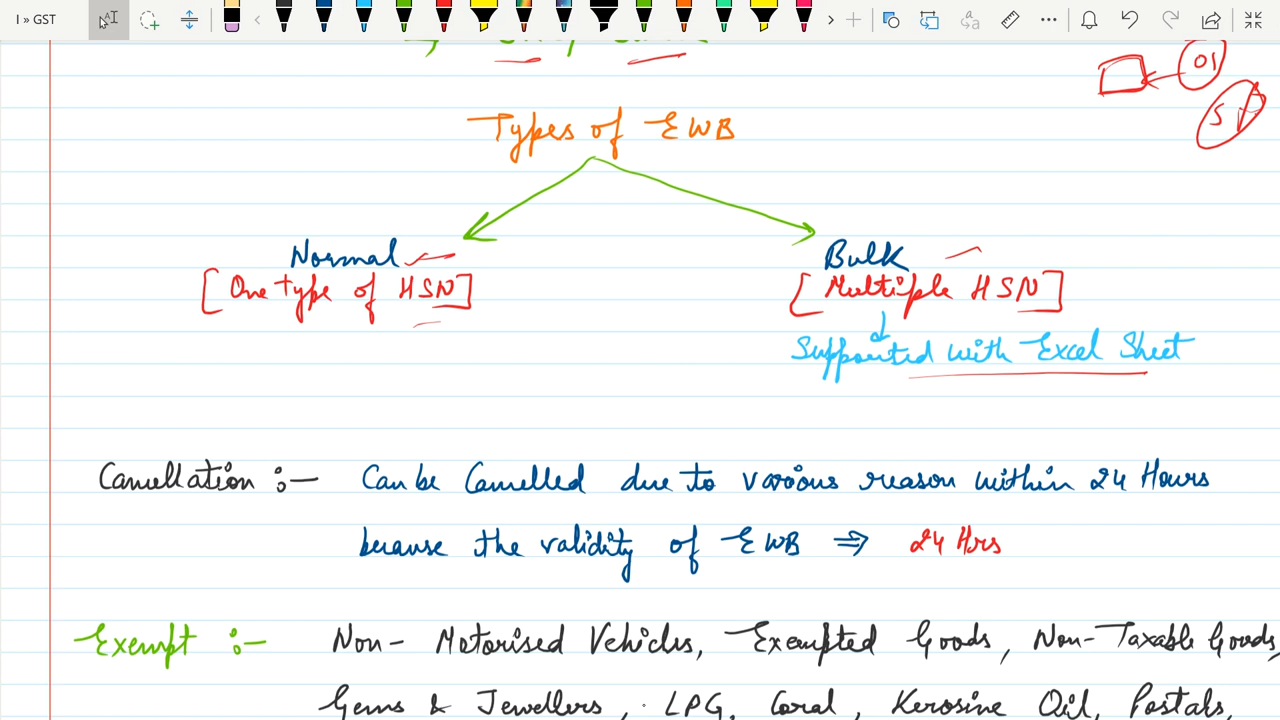 I » GST
01
Types of EWB
Normal
Bulk
[One type of HSN]
[Multiple HSN]
Supported with Excel Sheet
Cancellation :- Can be Cancelled due to various reason within 24 Hours
because the validity of EWB ⇒ 24 Hrs
Exempt :- Non-Motorised Vehicles, Exempted Goods, Non-Taxable Goods,
Gems & Jewellers, LPG, Coral, Kerosine Oil, Postals,